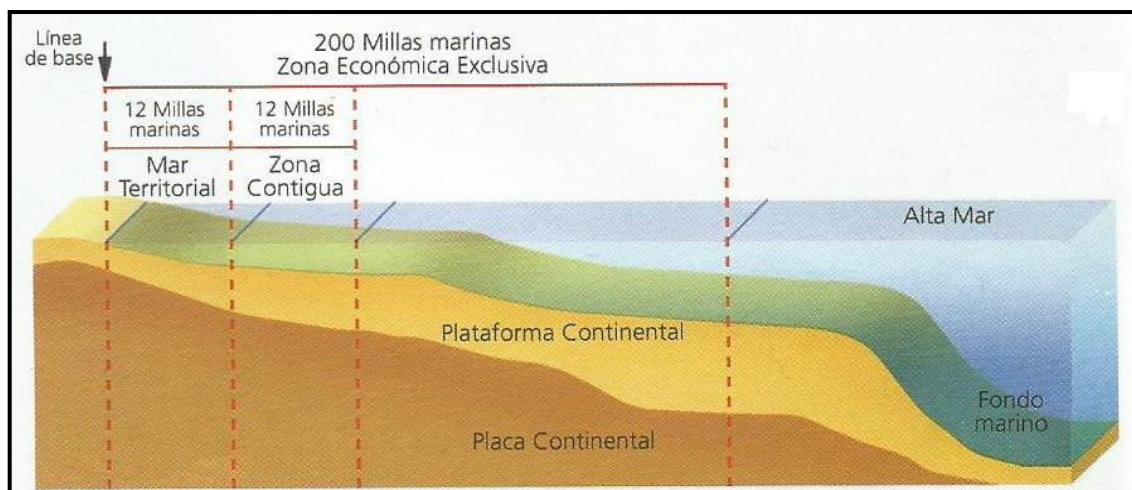 Línea
de base
200 Millas marinas
Zona Económica Exclusiva
12 Millas
marinas
12 Millas
marinas
Mar
Territorial
Zona
Contigua
Alta Mar
Plataforma Continental
Fondo
marino
Placa Continental